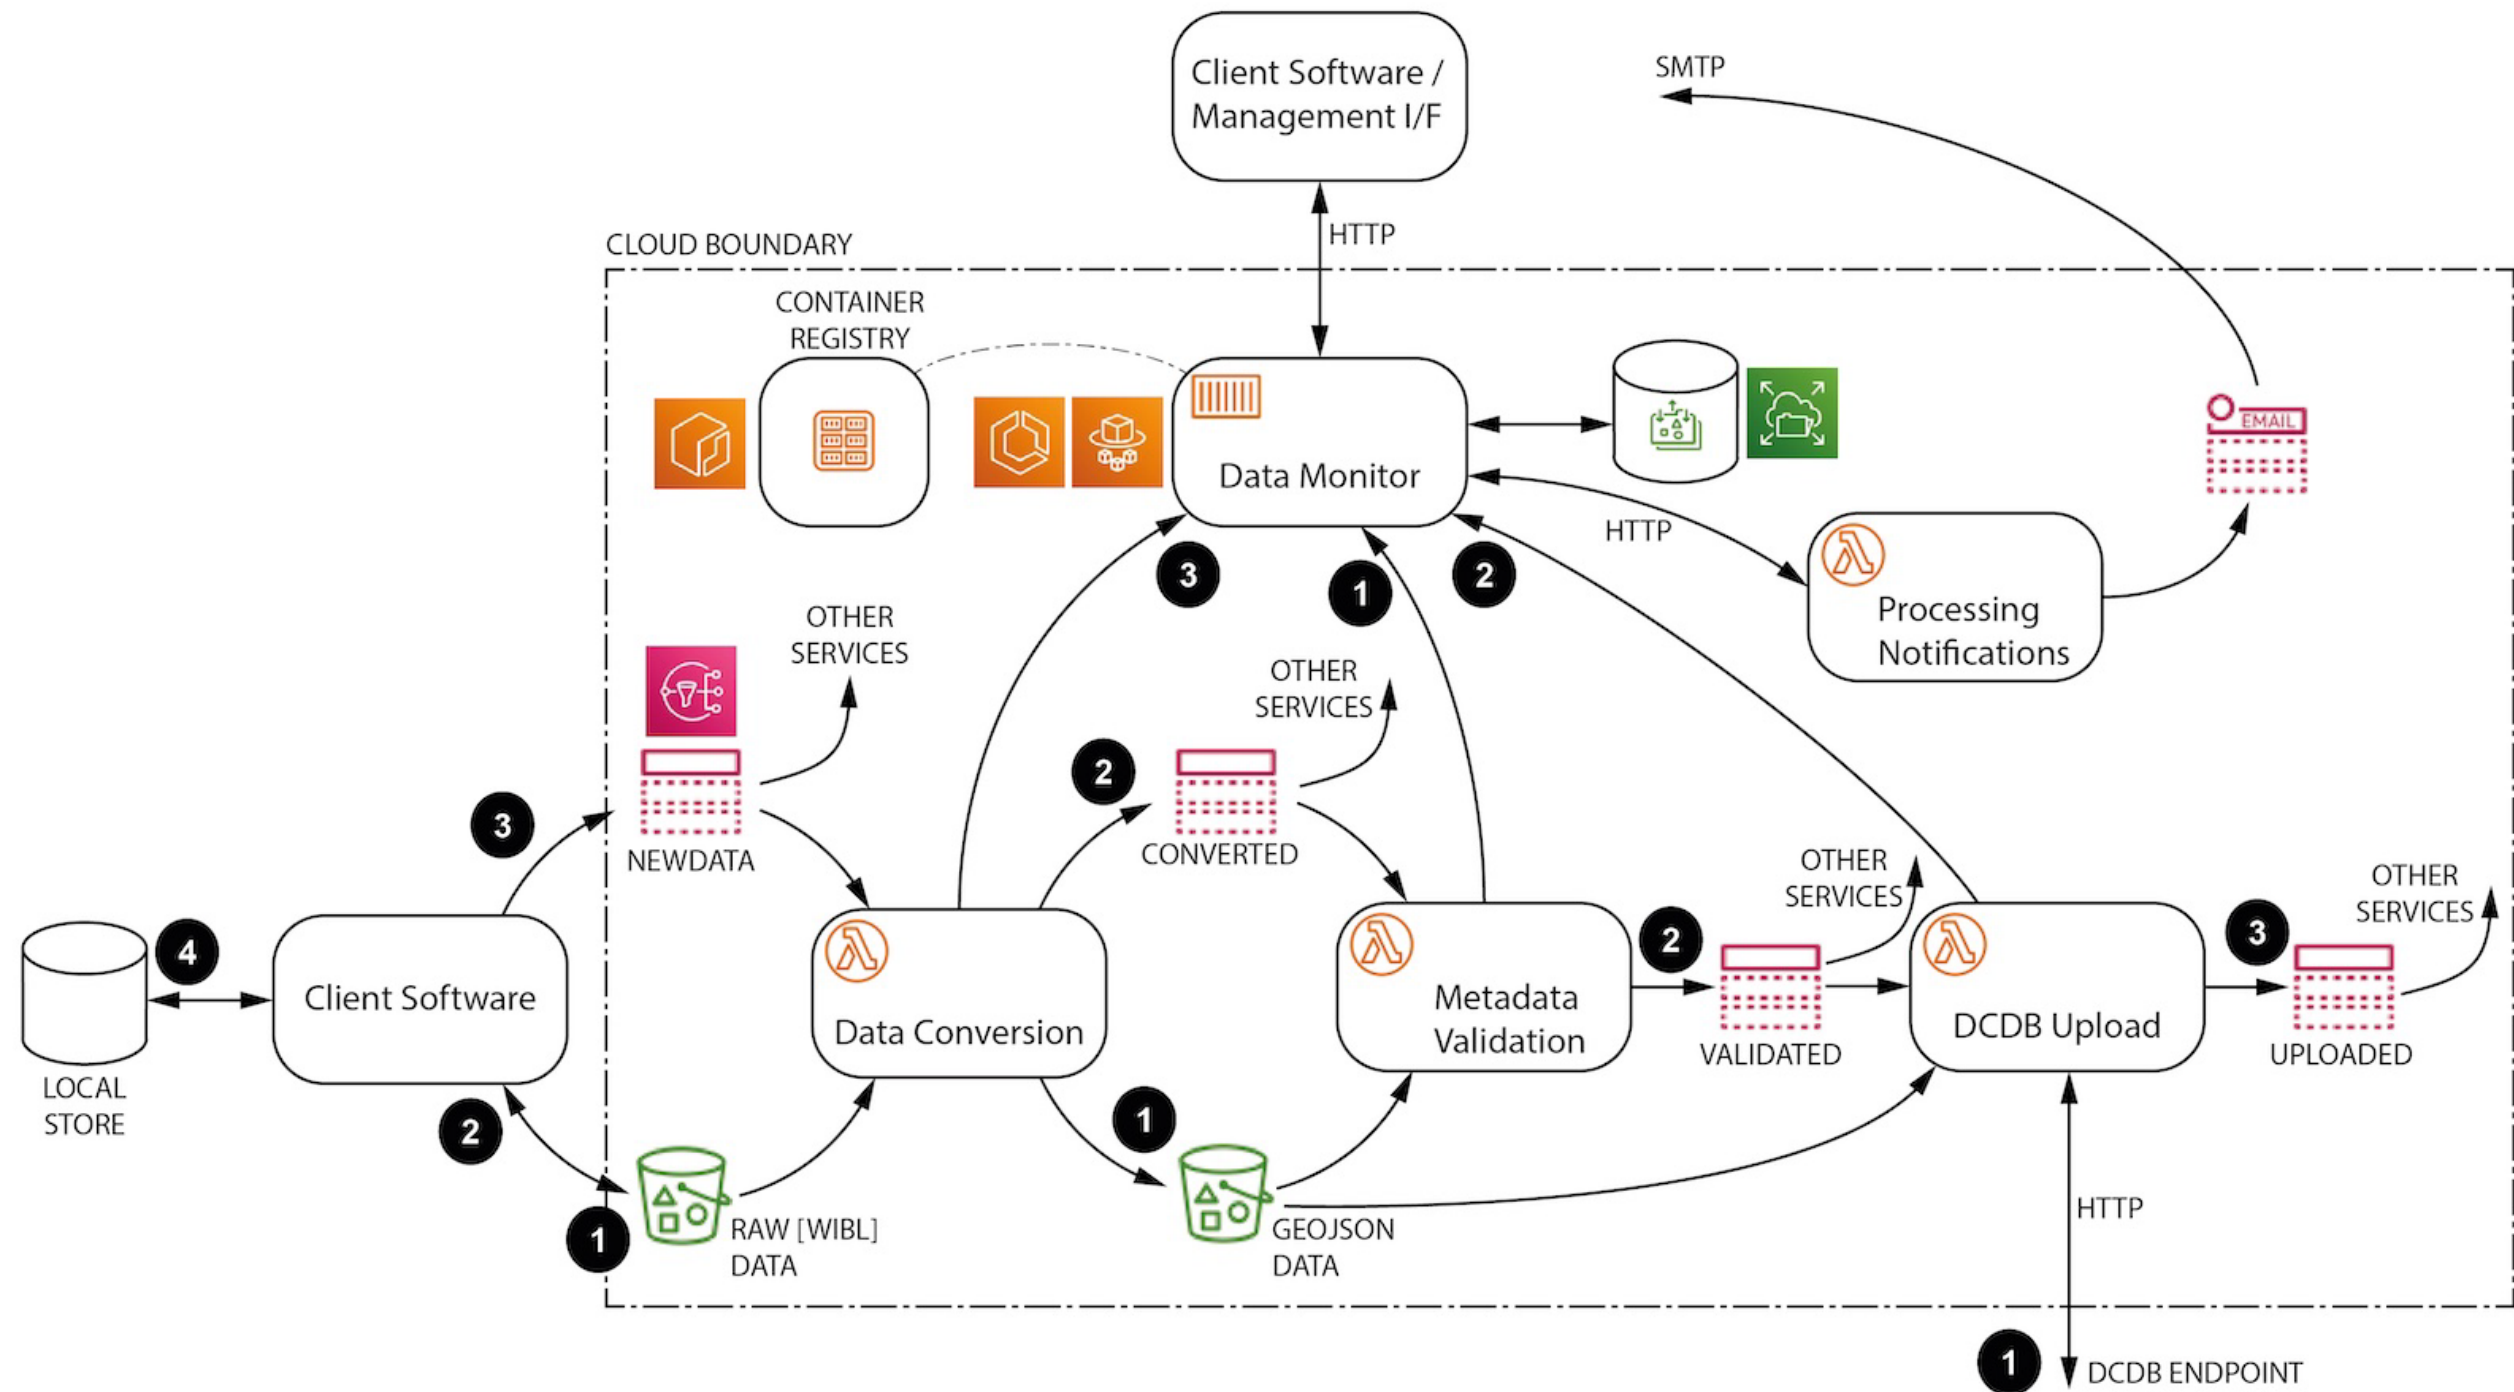 Client Software /
Management I/F
SMTP
HTTP
CLOUD BOUNDARY
CONTAINER
REGISTRY
EMAIL
Data Monitor
HTTP
3
1
2
Processing
Notifications
OTHER
SERVICES
OTHER
SERVICES
2
3
NEWDATA
CONVERTED
OTHER
SERVICES
OTHER
SERVICES
4
Client Software
Data Conversion
Metadata
Validation
2
VALIDATED
DCDB Upload
3
UPLOADED
LOCAL
STORE
2
1
1
RAW [WIBL]
DATA
GEOJSON
DATA
HTTP
1
DCDB ENDPOINT